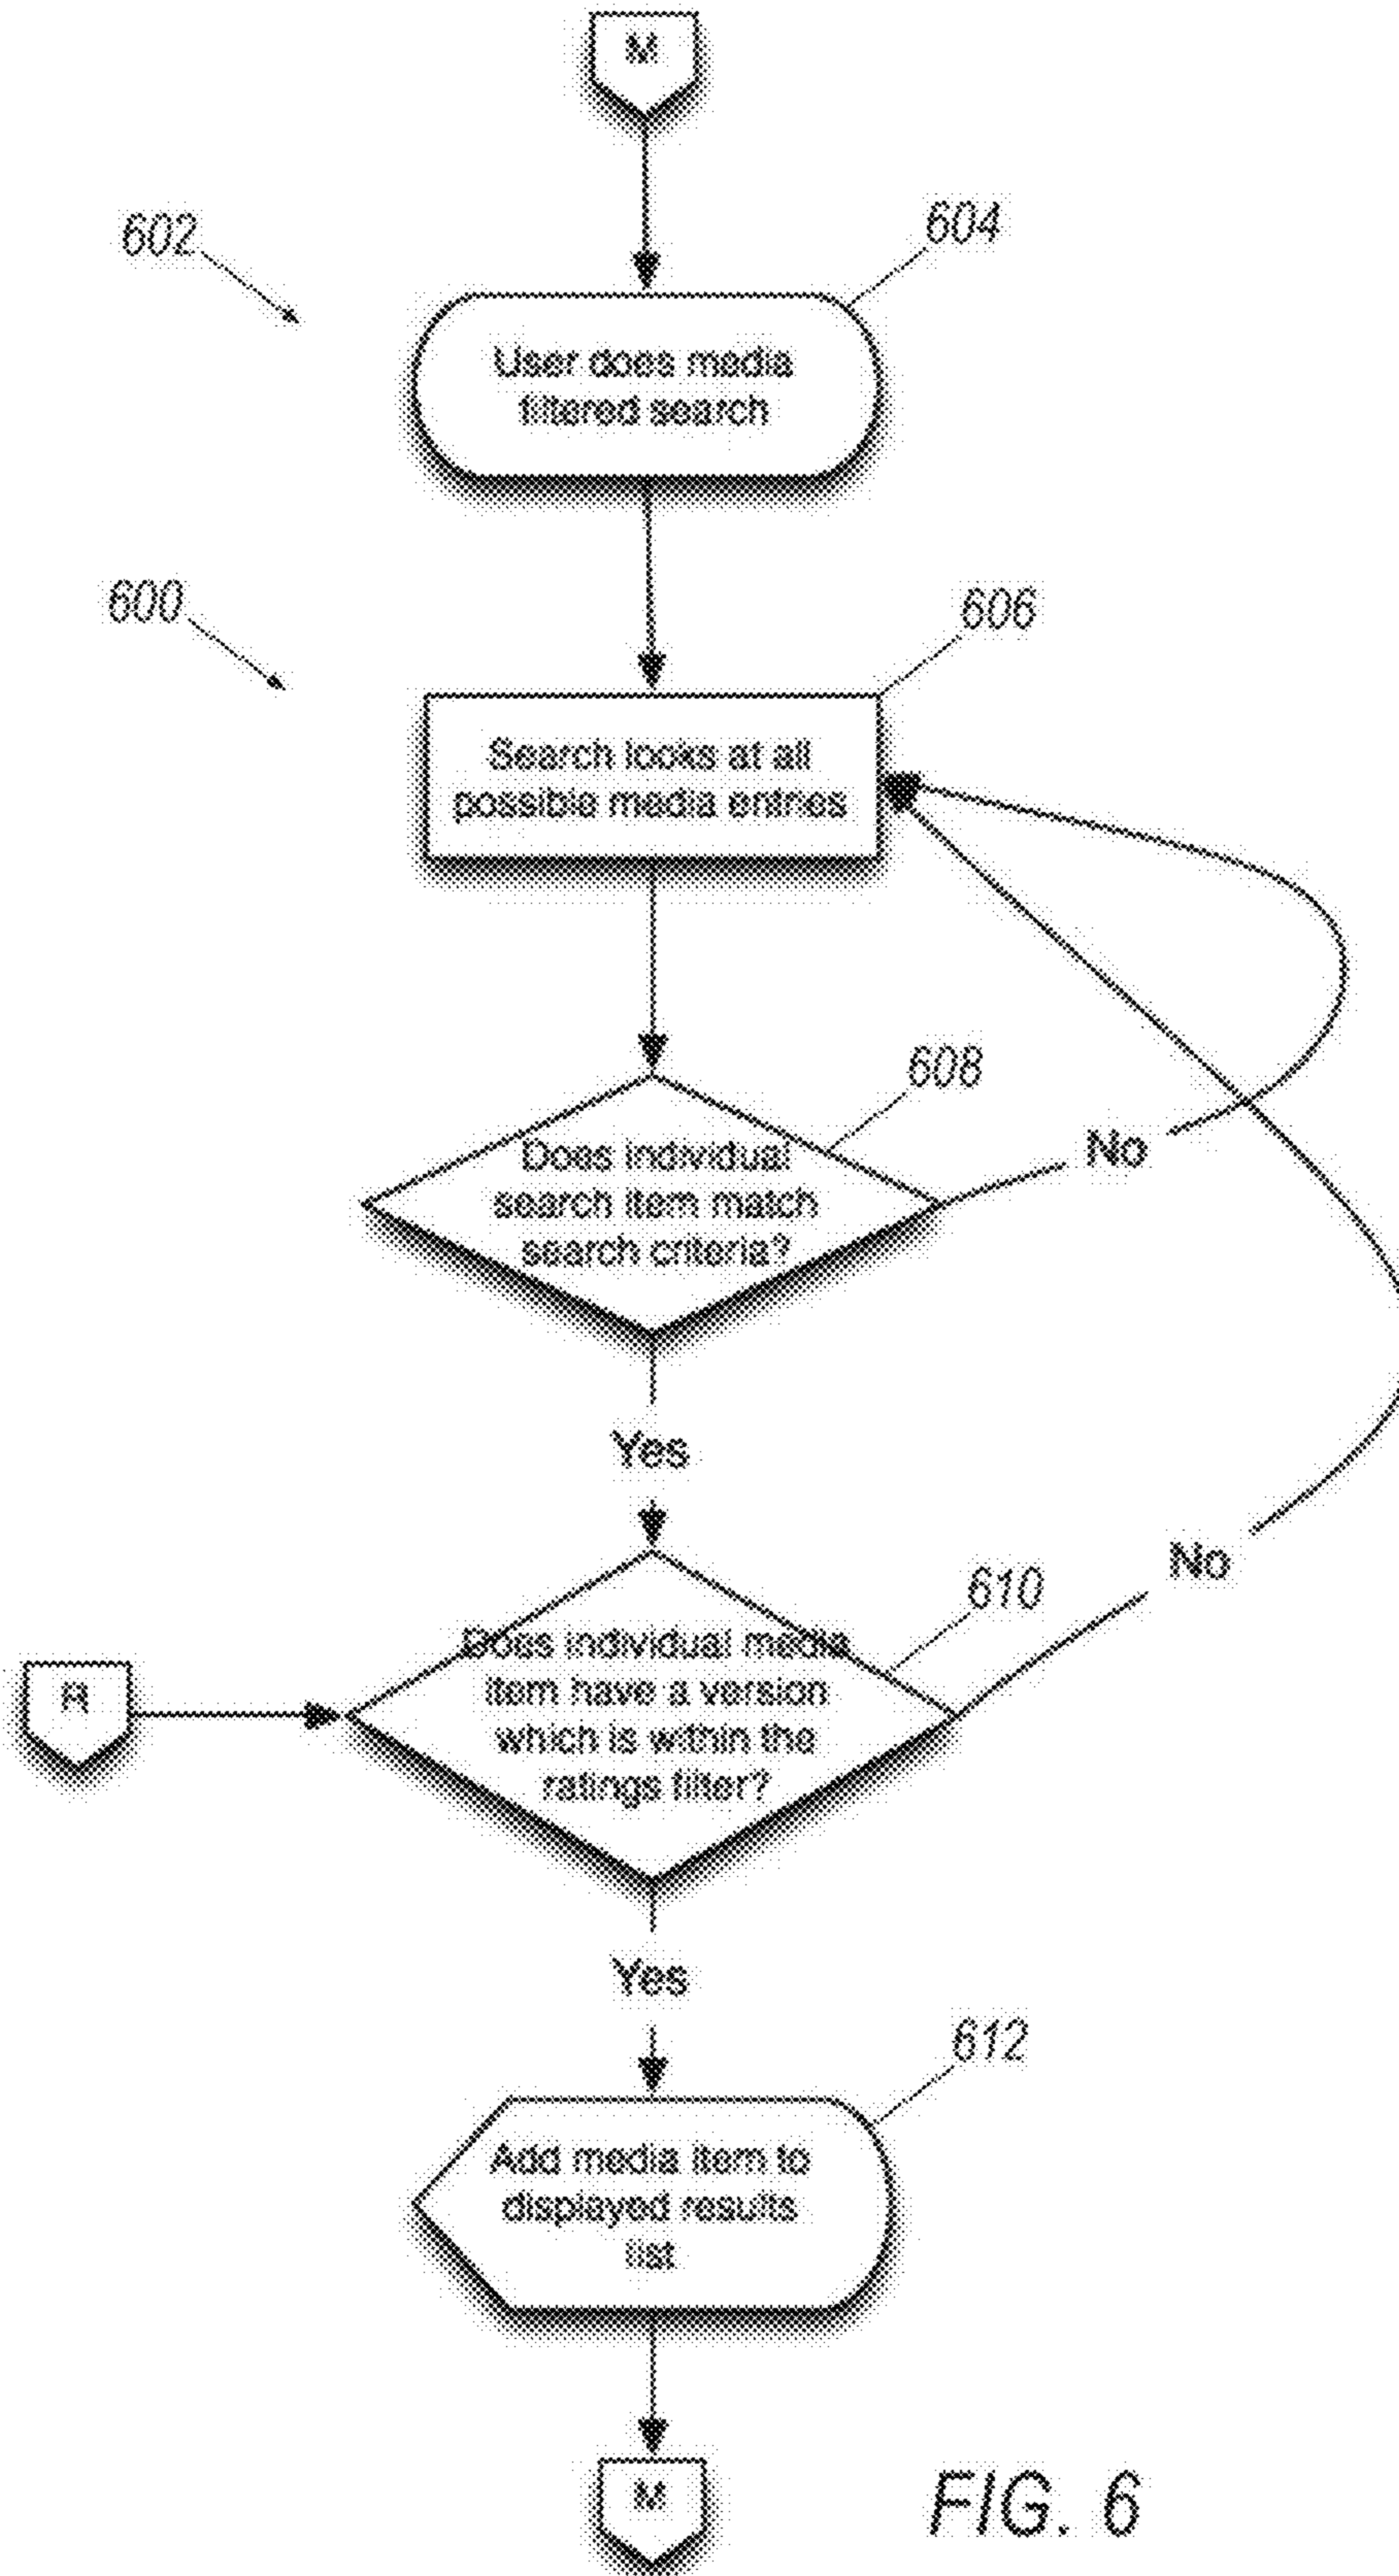 M
602
604
User does media
filtered search
600
606
Search looks at all
possible media entries
608
Does individual
search item match
search criteria?
No
Yes
610
Does individual media
item have a version
which is within the
ratings filter?
No
R
Yes
612
Add media item to
displayed results
list
M
FIG. 6